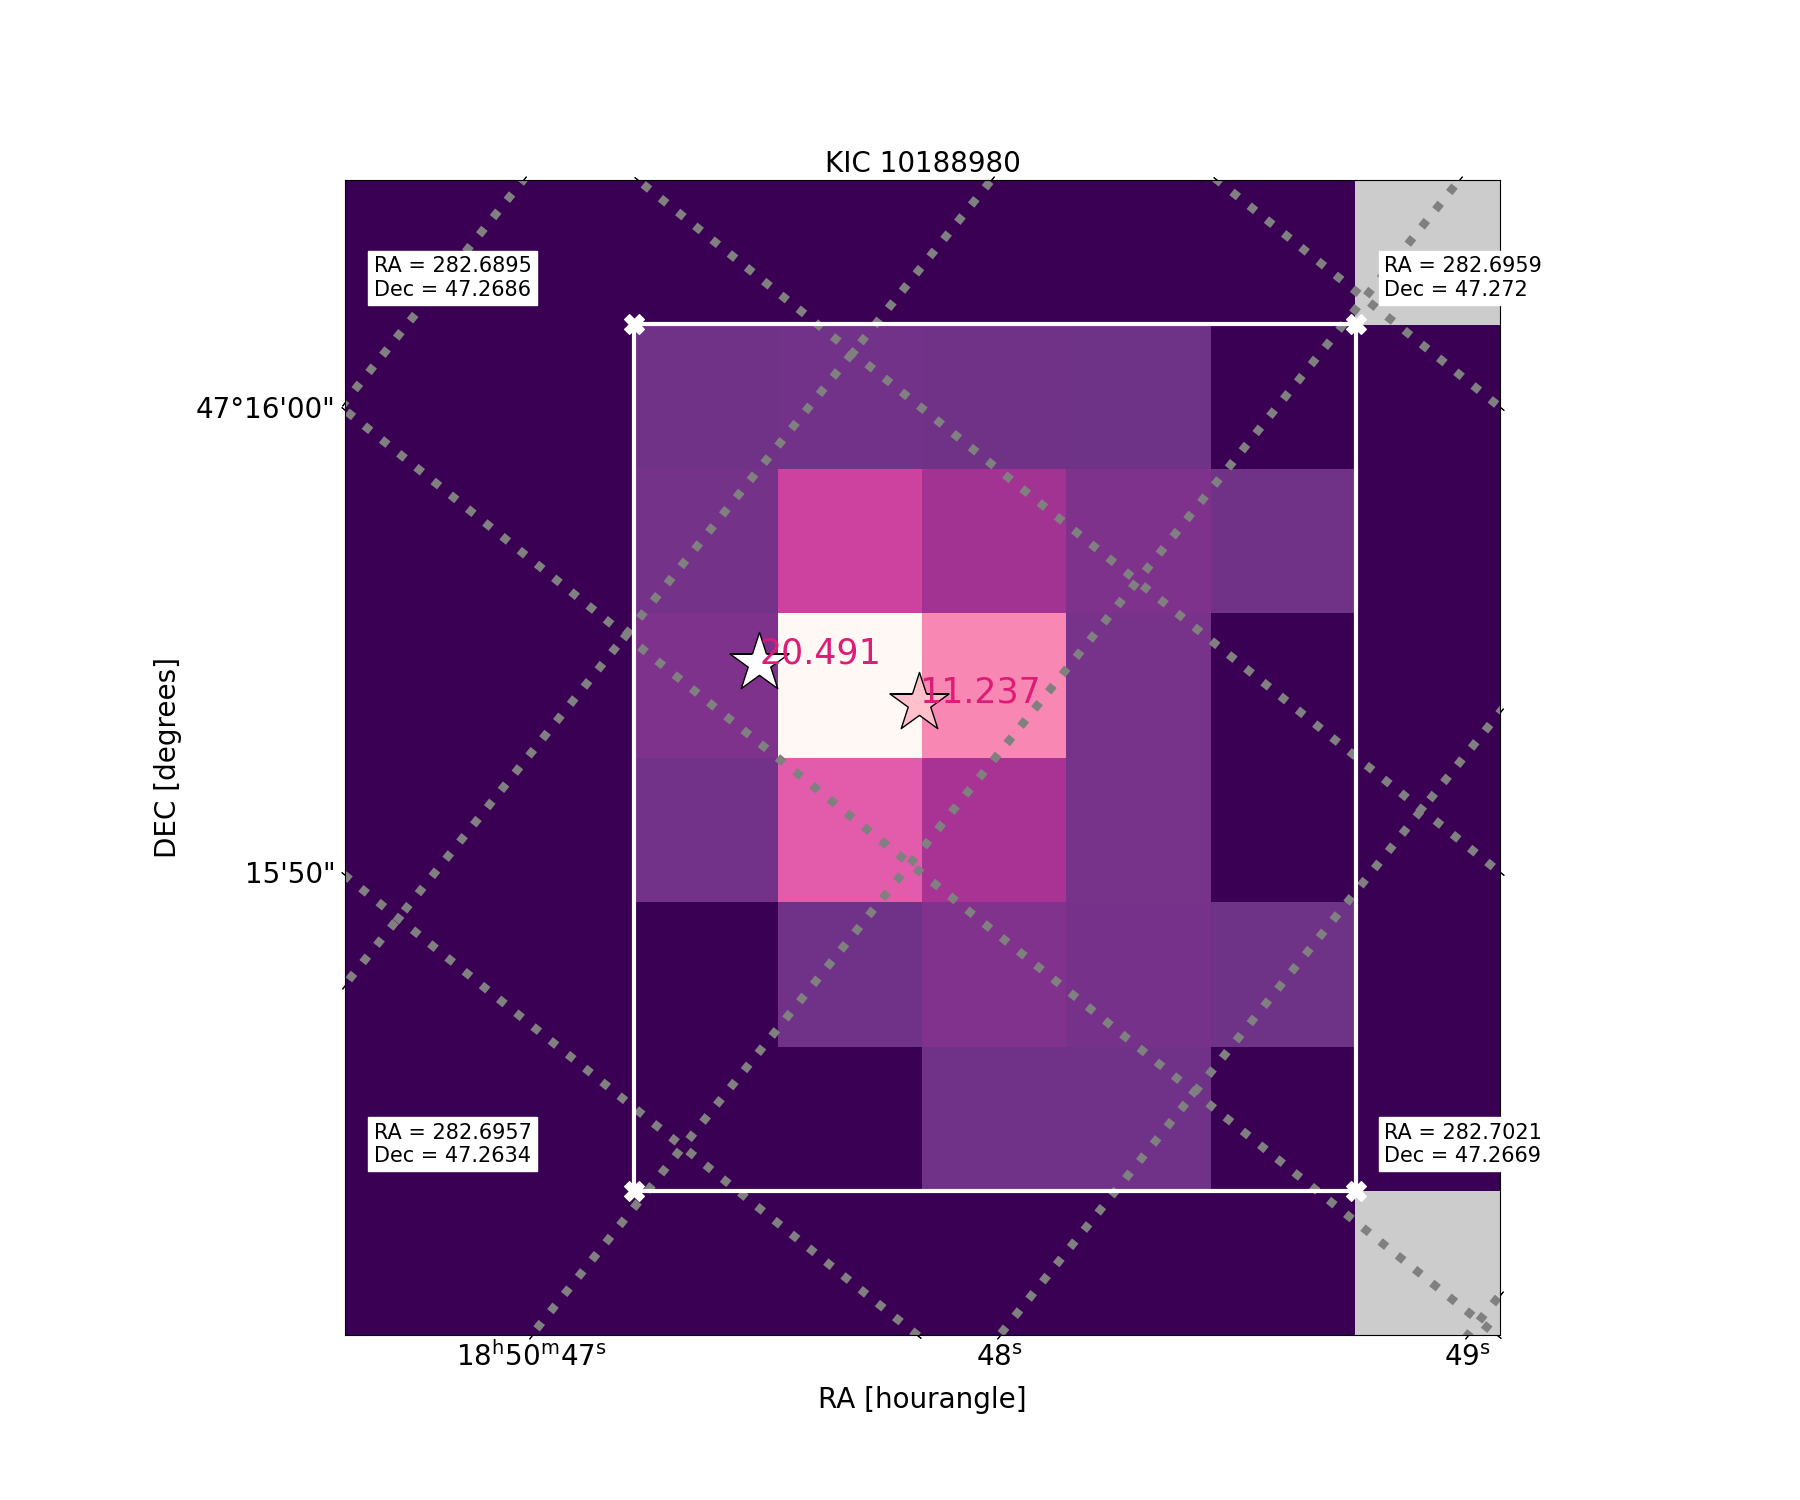 KIC 10188980
RA = 282.6895
Dec = 47.2686
RA = 282.6959
Dec = 47.272
47°16'00"
20.491
11.237
DEC [degrees]
15'50"
RA = 282.6957
Dec = 47.2634
RA = 282.7021
Dec = 47.2669
18h50m47s
48s
49s
RA [hourangle]